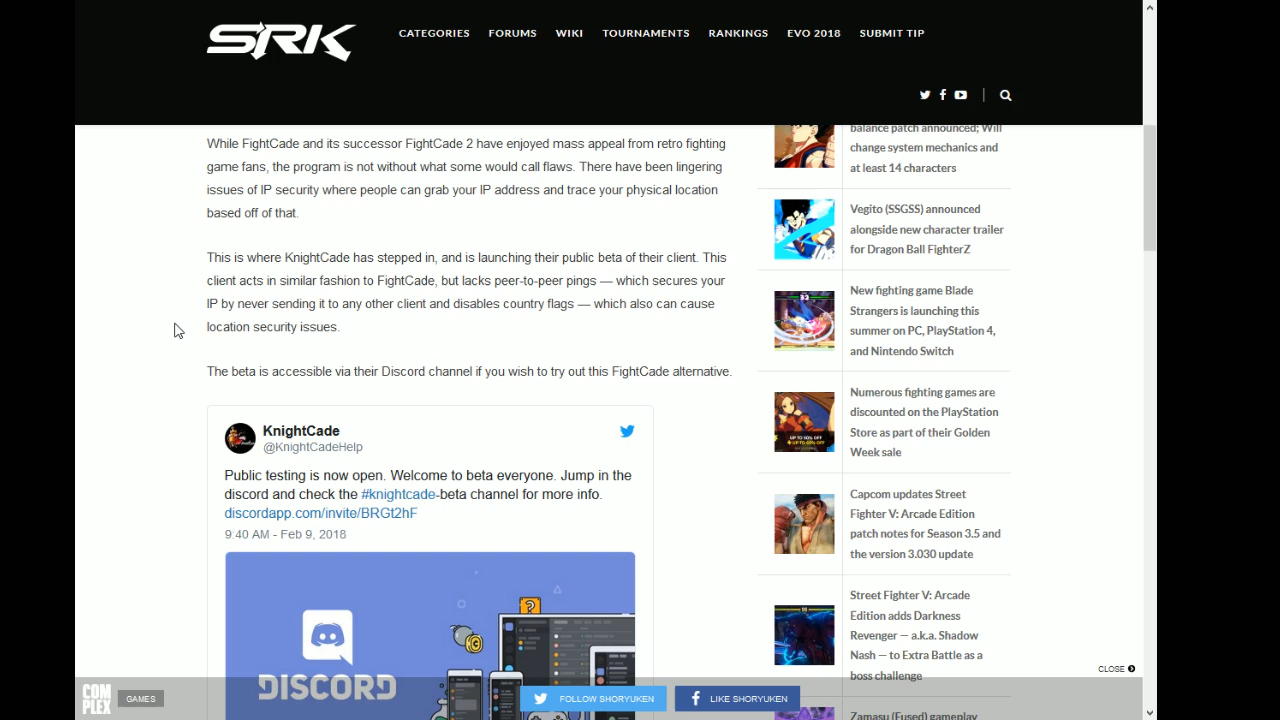 SRK
CATEGORIES FORUMS WIKI TOURNAMENTS RANKINGS EVO 2018 SUBMIT TIP
While FightCade and its successor FightCade 2 have enjoyed mass appeal from retro fighting
game fans, the program is not without what some would call flaws. There have been lingering
issues of IP security where people can grab your IP address and trace your physical location
based off of that.
This is where KnightCade has stepped in, and is launching their public beta of their client. This
client acts in similar fashion to FightCade, but lacks peer-to-peer pings — which secures your
IP by never sending it to any other client and disables country flags — which also can cause
location security issues.
The beta is accessible via their Discord channel if you wish to try out this FightCade alternative.
KnightCade
@KnightCadeHelp
Public testing is now open. Welcome to beta everyone. Jump in the
discord and check the #knightcade-beta channel for more info.
discordapp.com/invite/BRGt2hF
9:40 AM - Feb 9, 2018
DISCORD
balance patch announced; Will
change system mechanics and
at least 14 characters
Vegito (SSGSS) announced
alongside new character trailer
for Dragon Ball FighterZ
New fighting game Blade
Strangers is launching this
summer on PC, PlayStation 4,
and Nintendo Switch
UP TO 50% OFF
Numerous fighting games are
discounted on the PlayStation
Store as part of their Golden
Week sale
Capcom updates Street
Fighter V: Arcade Edition
patch notes for Season 3.5 and
the version 3.030 update
Street Fighter V: Arcade
Edition adds Darkness
Revenger — a.k.a. Shadow
Nash — to Extra Battle as a
boss challenge
Zamasu (Fused) gameplay
CLOSE
COMPLEX
GAMES
FOLLOW SHORYUKEN
LIKE SHORYUKEN